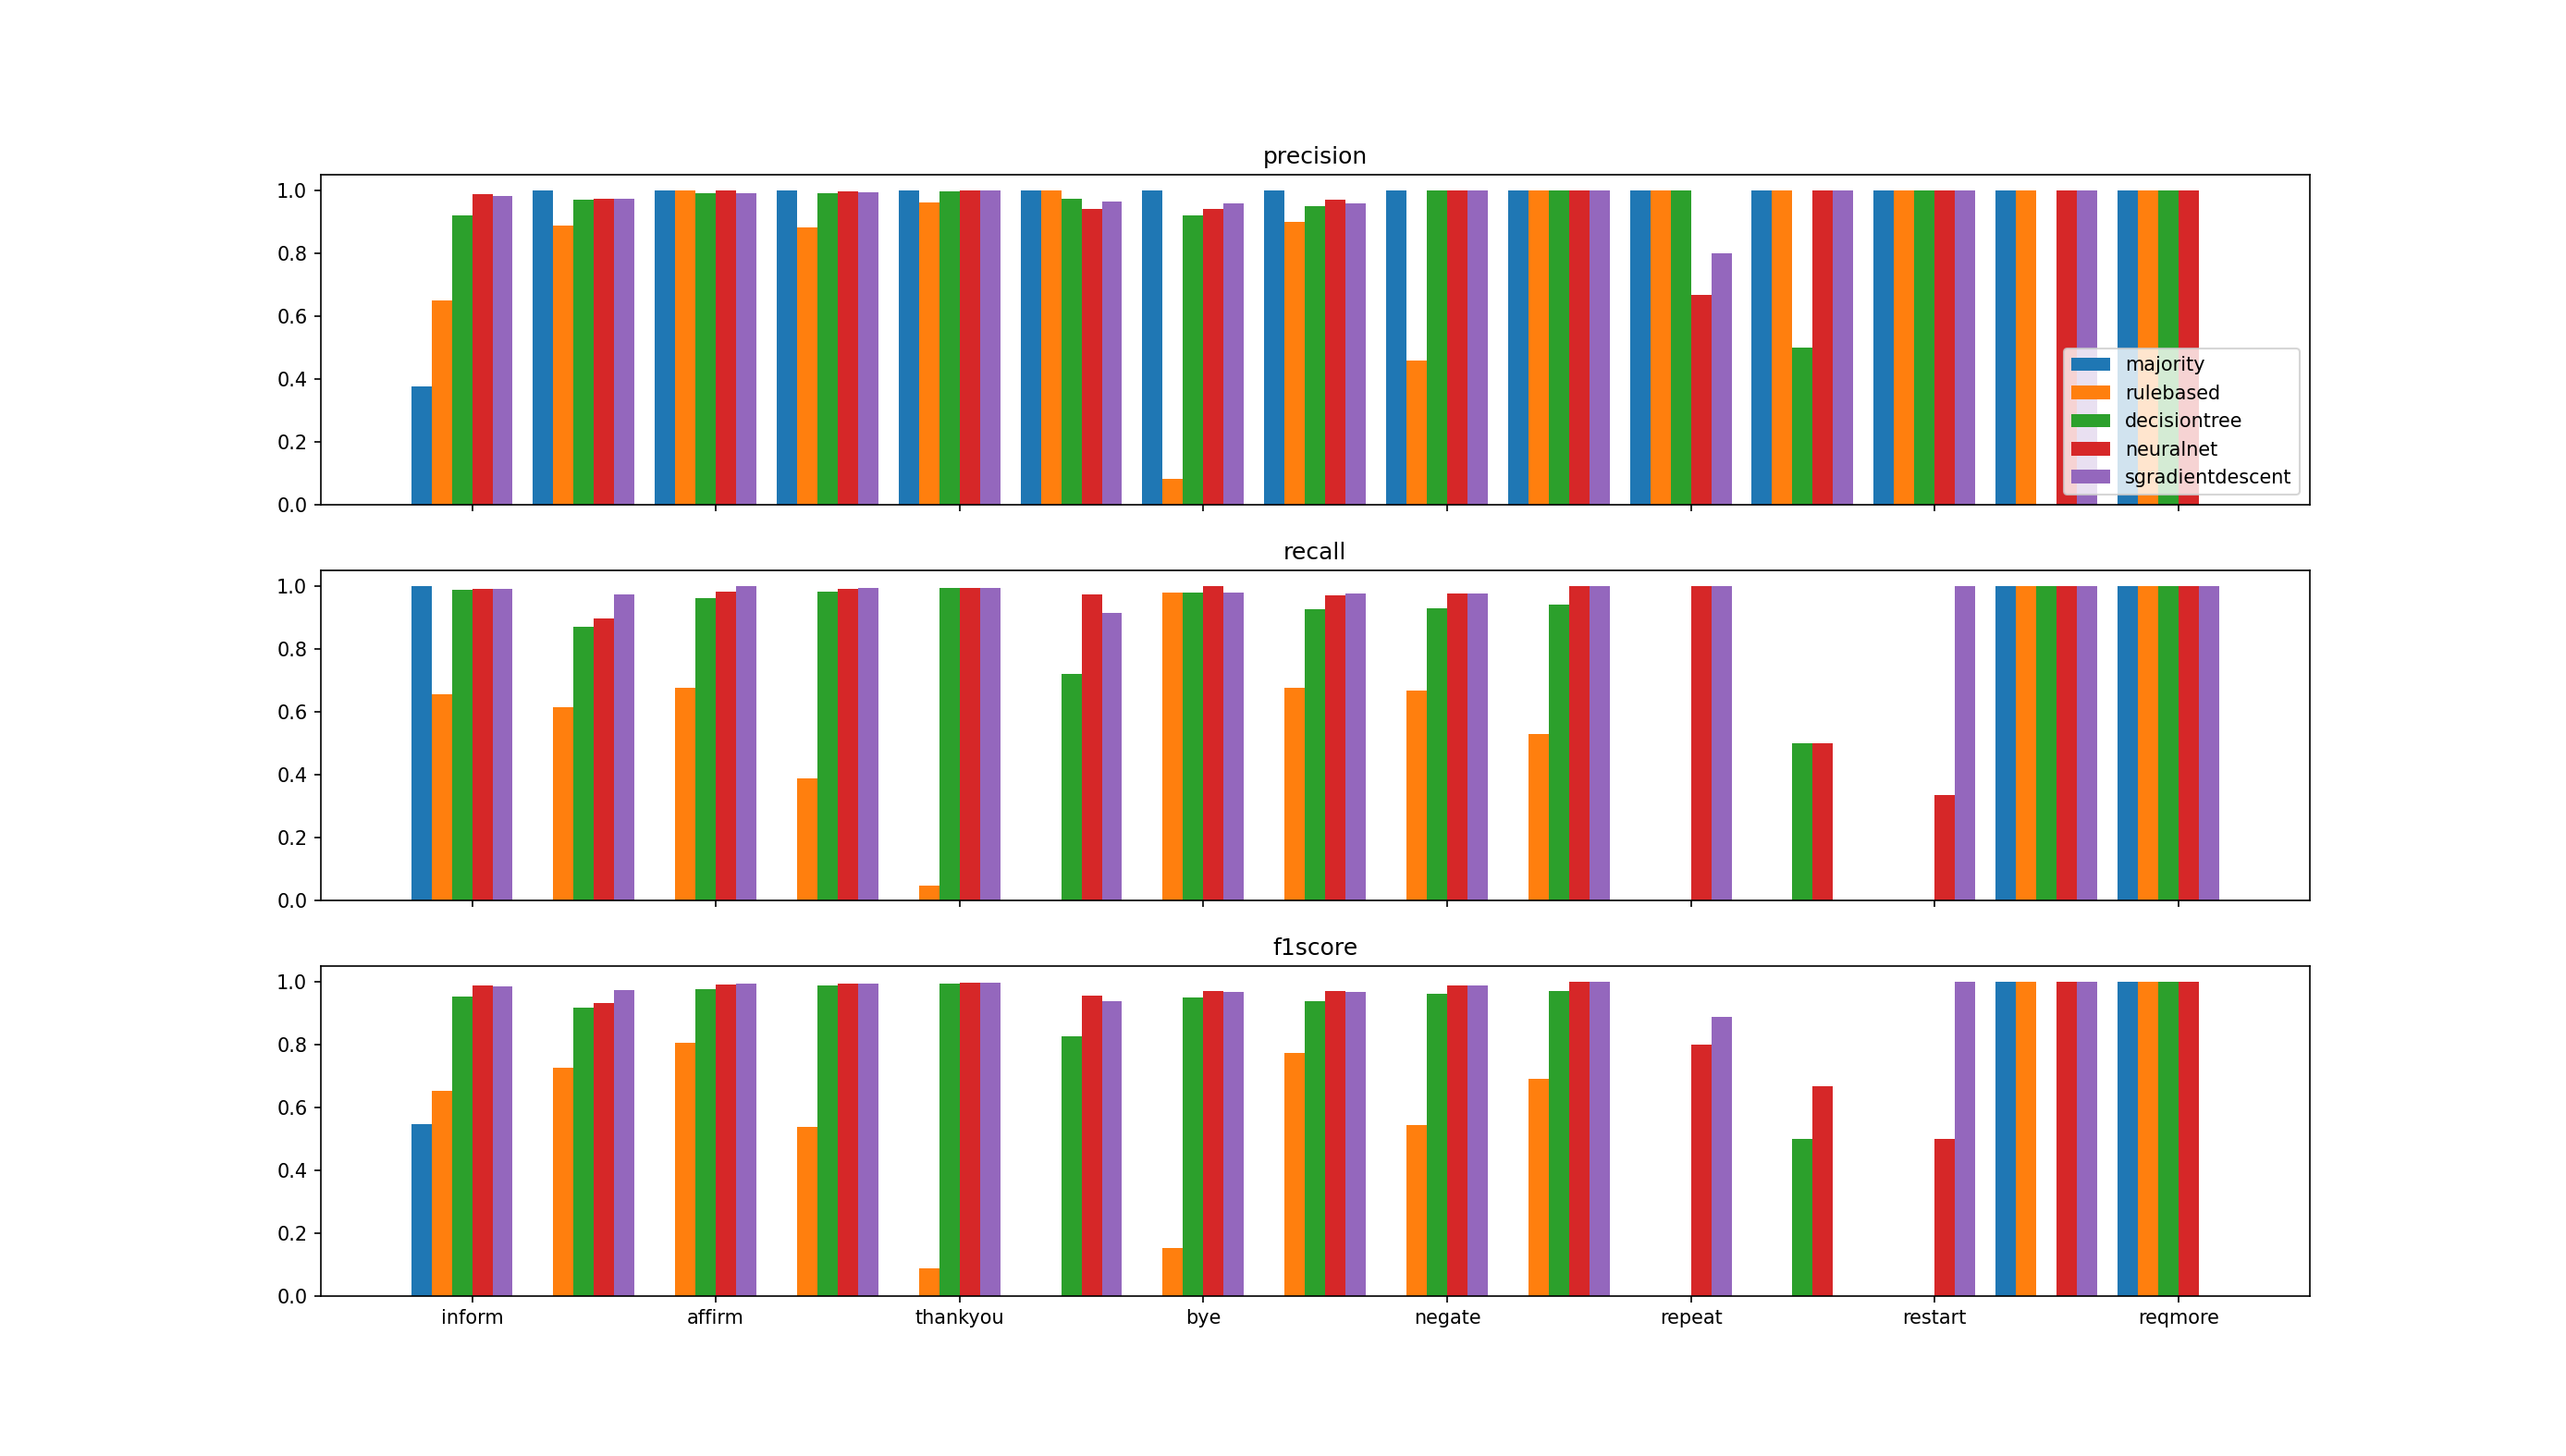 precision
1.0
0.8
0.6
0.4
0.2
0.0
majority
rulebased
decisiontree
neuralnet
sgradientdescent
recall
1.0
0.8
0.6
0.4
0.2
0.0
f1score
1.0
0.8
0.6
0.4
0.2
0.0
inform affirm thankyou bye negate repeat restart reqmore